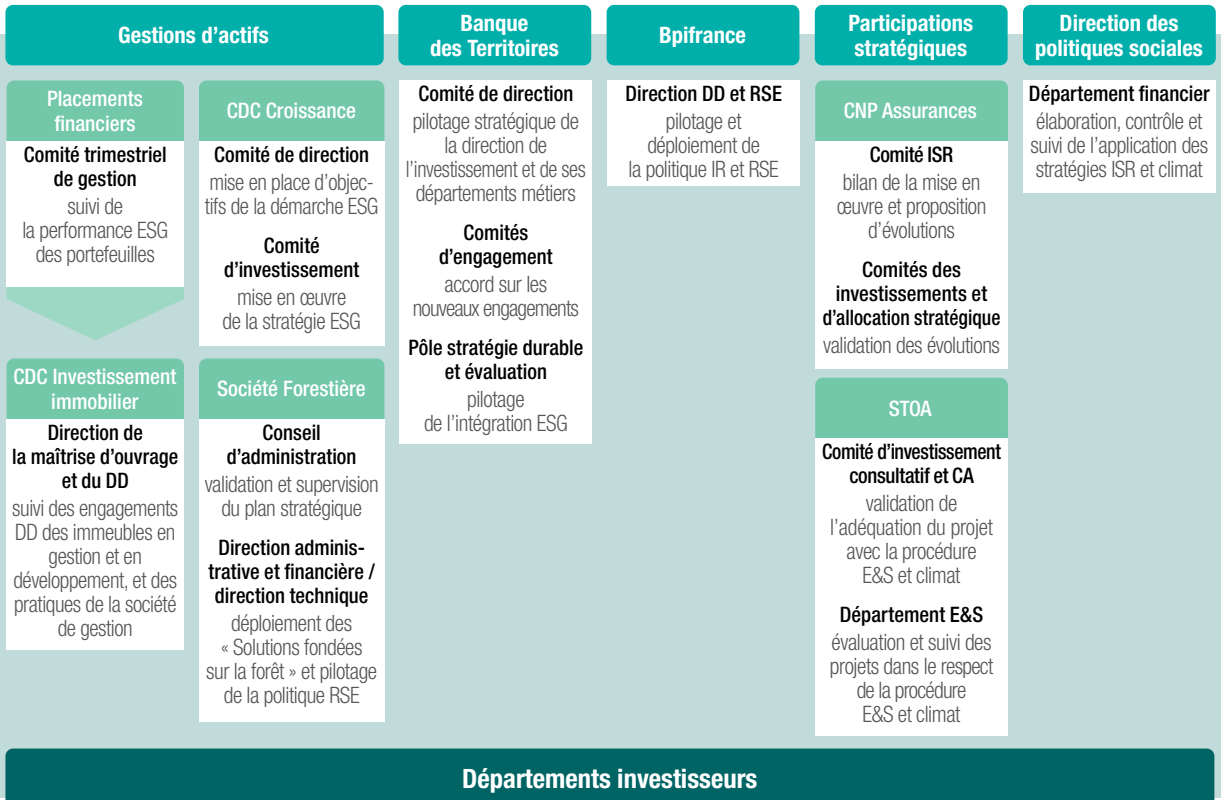 Gestions d'actifs
Placements
financiers
Comité trimestriel
de gestion
suivi de
la performance ESG
des portefeuilles
CDC Investissement
immobilier
Direction de
la maîtrise d'ouvrage
et du DD
suivi des engagements
DD des immeubles en
gestion et en
développement, et des
pratiques de la société
de gestion
CDC Croissance
Comité de direction
mise en place d'objec-
tifs de la démarche ESG
Comité
d'investissement
mise en œuvre
de la stratégie ESG
Société Forestière
Conseil
d'administration
validation et supervision
du plan stratégique
Direction adminis-
trative et financière /
direction technique
déploiement des
« Solutions fondées
sur la forêt » et pilotage
de la politique RSE
Banque
des Territoires
Comité de direction
pilotage stratégique de
la direction de
l'investissement et de ses
départements métiers
Comités
d'engagement
accord sur les
nouveaux engagements
Pôle stratégie durable
et évaluation
pilotage
de l'intégration ESG
Bpifrance
Direction DD et RSE
pilotage et
déploiement de
la politique IR et RSE
Participations
stratégiques
CNP Assurances
Comité ISR
bilan de la mise en
œuvre et proposition
d'évolutions
Comités des
investissements et
d'allocation stratégique
validation des évolutions
STOA
Comité d'investissement
consultatif et CA
validation de
l'adéquation du projet
avec la procédure
E&S et climat
Département E&S
évaluation et suivi des
projets dans le respect
de la procédure
E&S et climat
Direction des
politiques sociales
Département financier
élaboration, contrôle et
suivi de l'application des
stratégies ISR et climat
Départements investisseurs